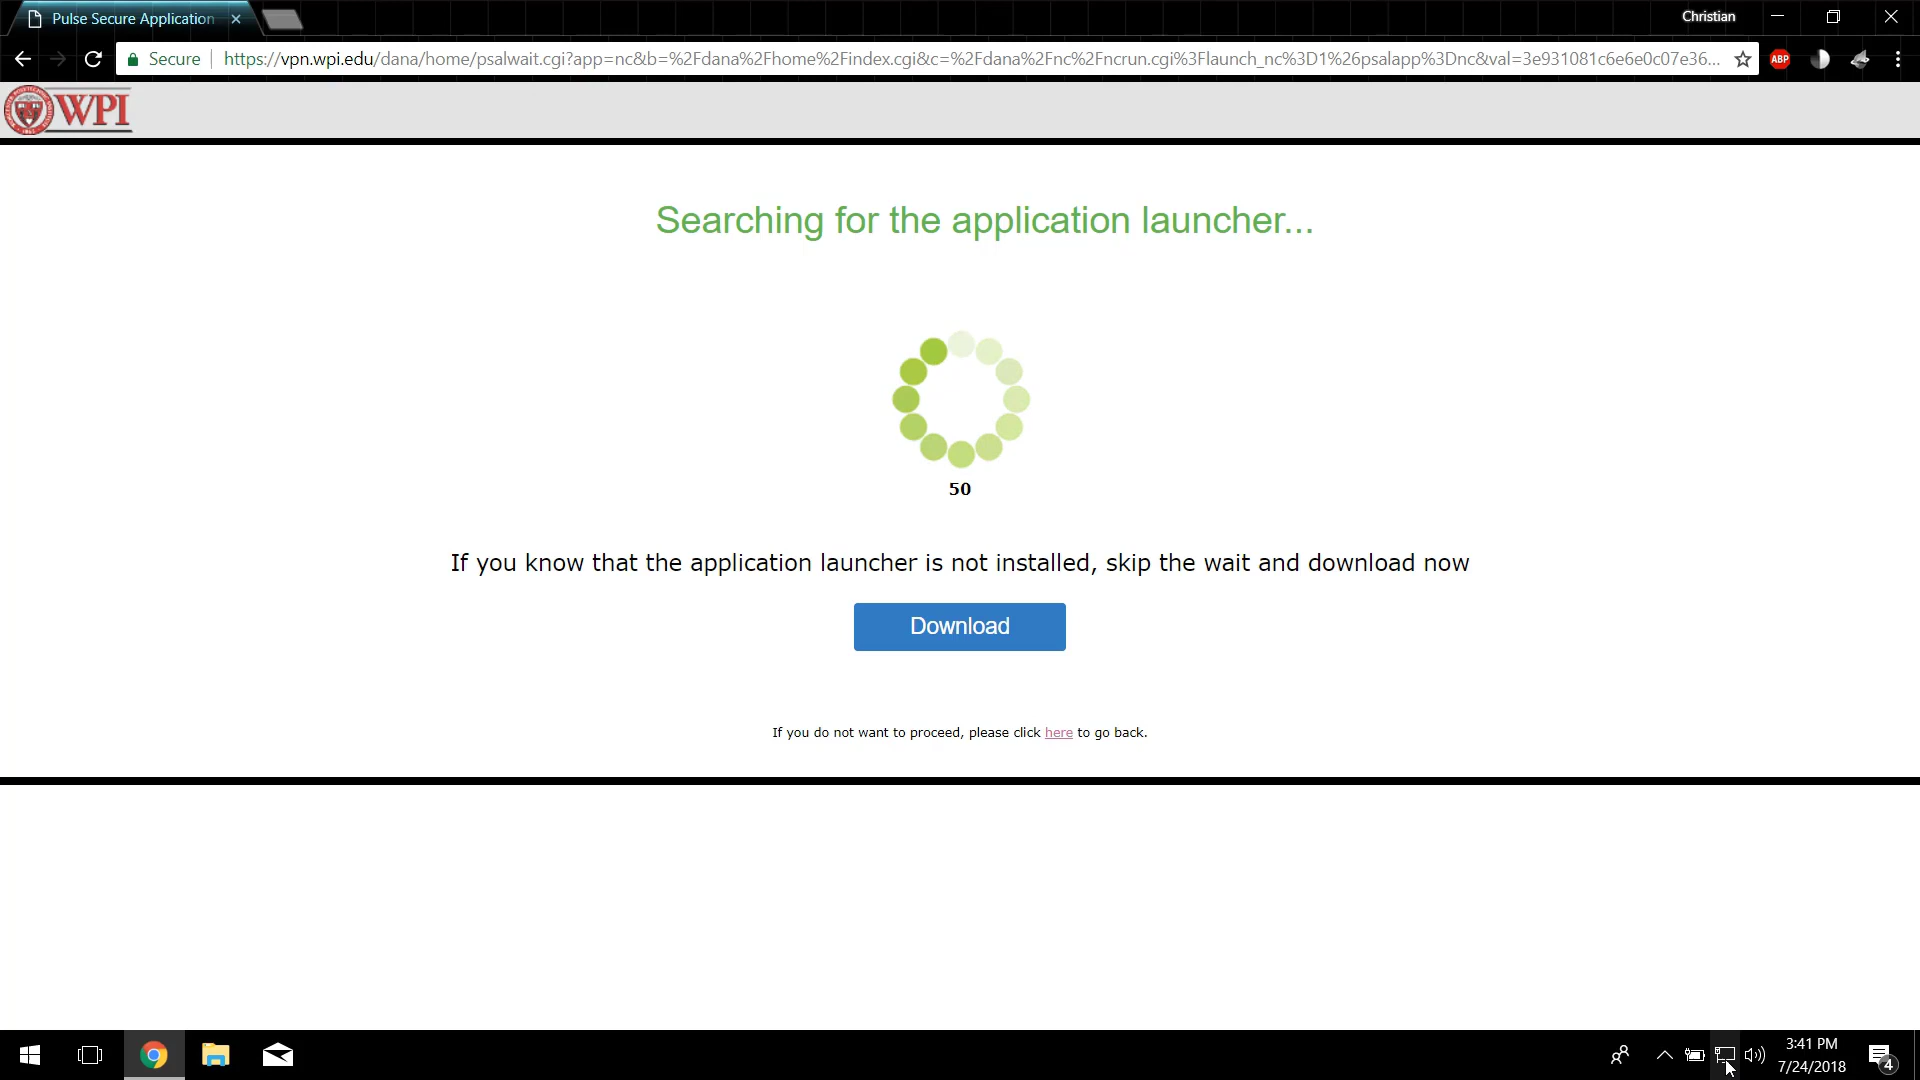 Pulse Secure Application
Christian
Secure
https://vpn.wpi.edu/dana/home/psalwait.cgi?app=nc&b=%2Fdana%2Fhome%2Findex.cgi&c=%2Fdana%2Fnc%2Fncrun.cgi%3Flaunch_nc%3D1%26psalapp%3Dnc&val=3e931081c6e6e0c07e36...
ABP
WPI
Searching for the application launcher...
50
If you know that the application launcher is not installed, skip the wait and download now
Download
If you do not want to proceed, please click here to go back.
3:41 PM
7/24/2018
4